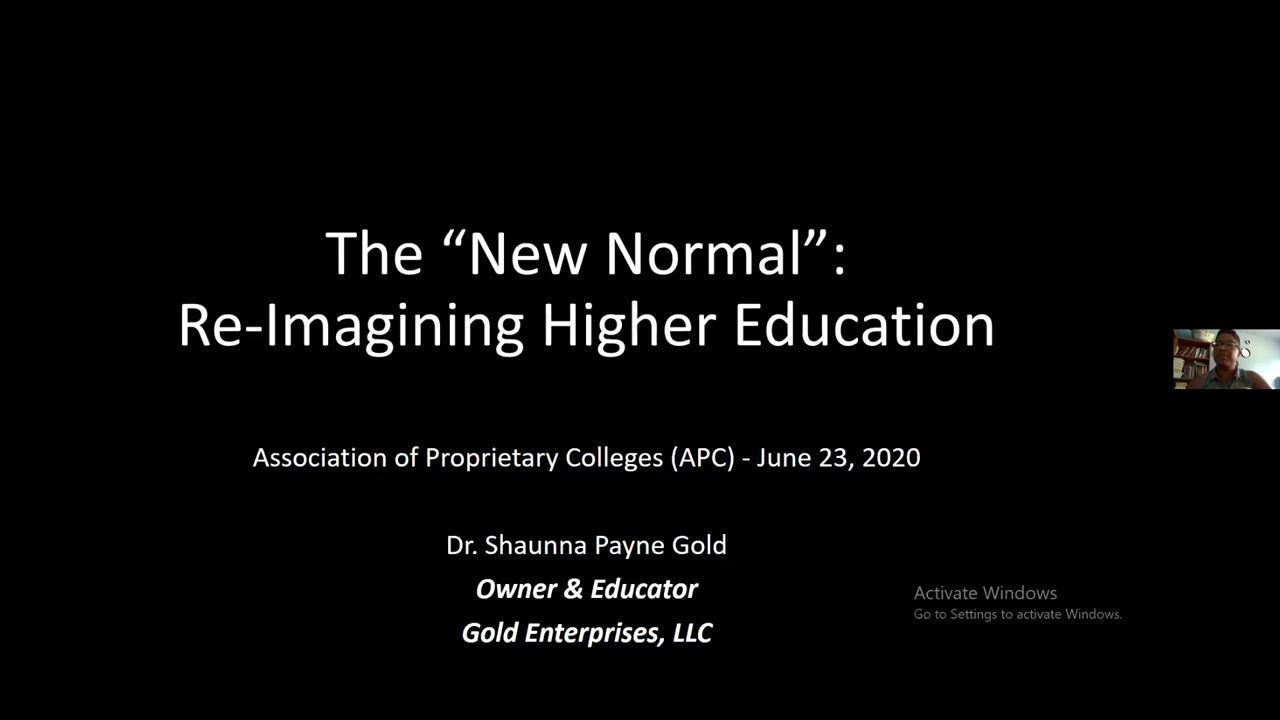 The “New Normal”:
Re-Imagining Higher Education
Association of Proprietary Colleges (APC) - June 23, 2020
Dr. Shaunna Payne Gold
Owner & Educator
Gold Enterprises, LLC
Activate Windows
Go to Settings to activate Windows.